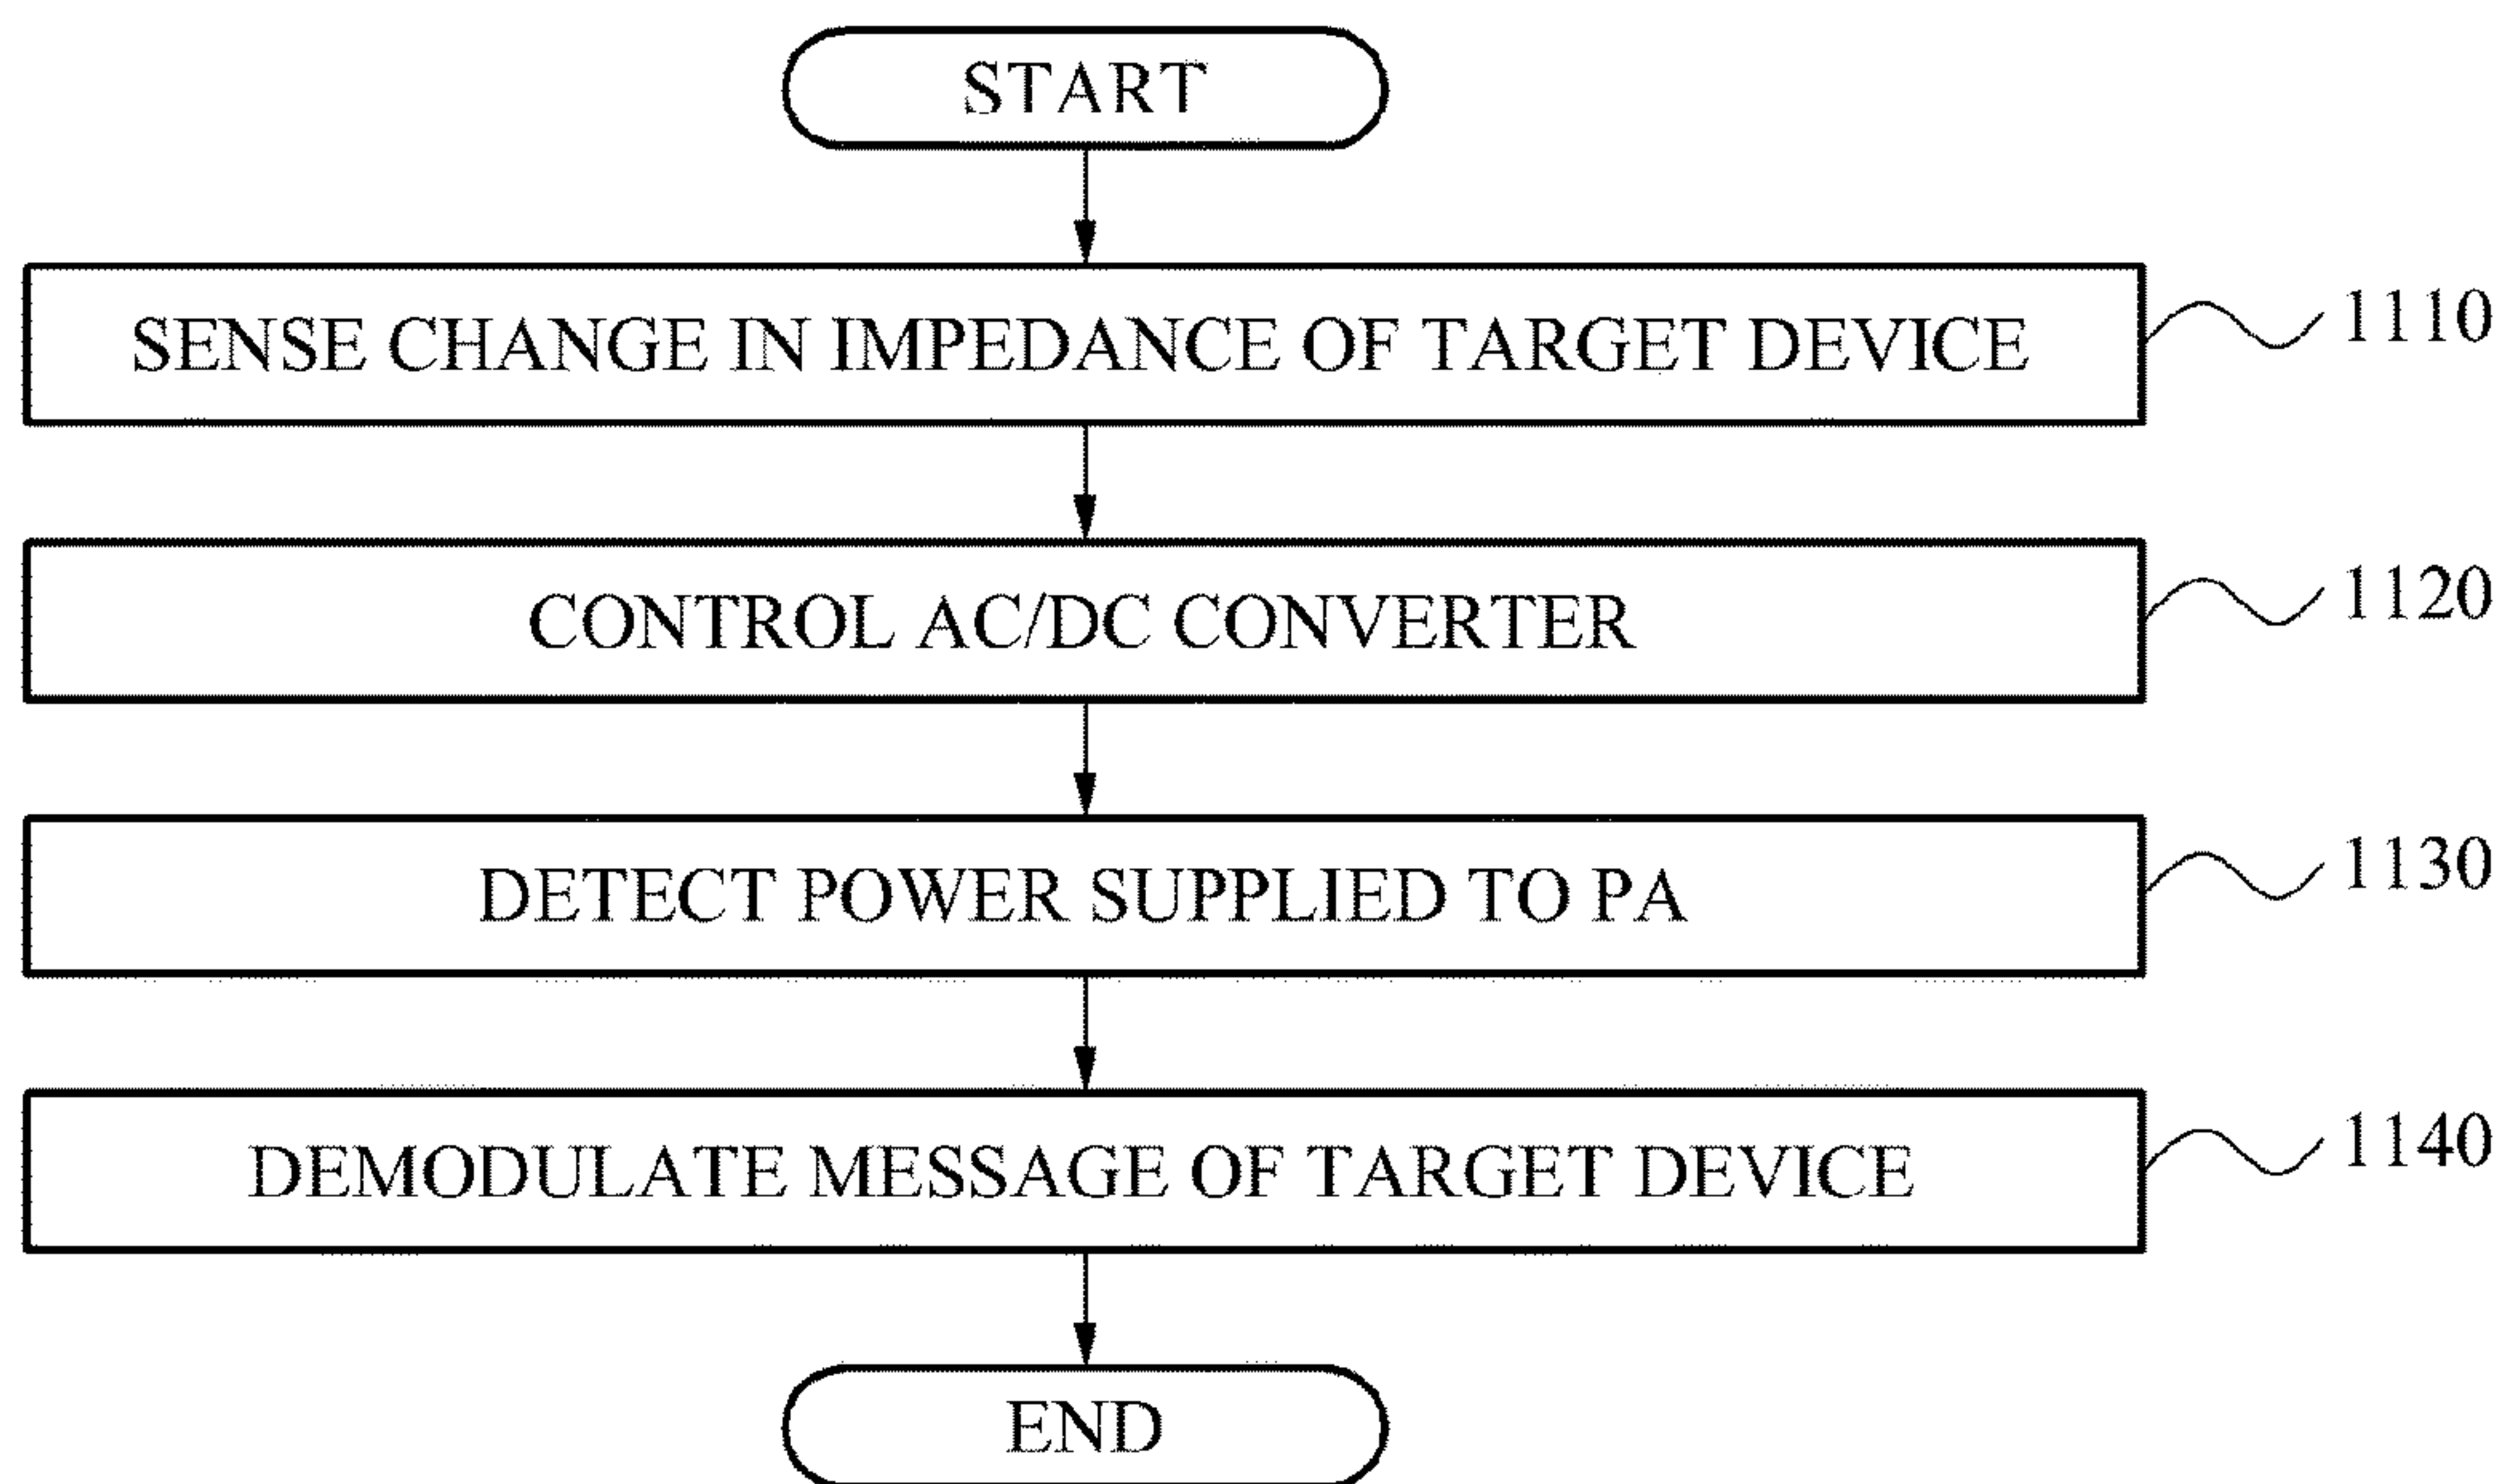 START
SENSE CHANGE IN IMPEDANCE OF TARGET DEVICE
1110
CONTROL AC/DC CONVERTER
1120
DETECT POWER SUPPLIED TO PA
1130
DEMODULATE MESSAGE OF TARGET DEVICE
1140
END